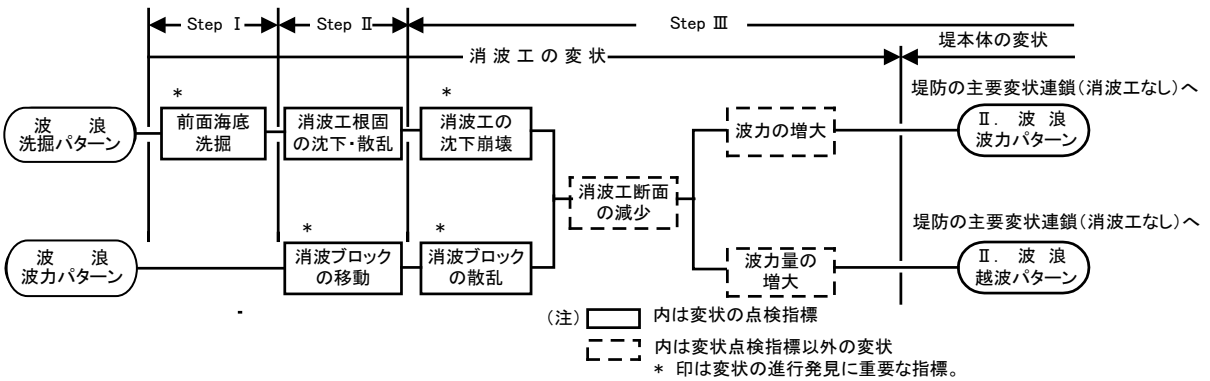 Step Ⅰ
Step Ⅱ
Step Ⅲ
消 波 工 の 変 状
堤本体の変状
堤防の主要変状連鎖(消波工なし)へ
*
*
波 浪
洗掘パターン
前面海底
洗掘
消波工根固
の沈下・散乱
消波工の
沈下崩壊
波力の増大
Ⅱ. 波 浪
波力パターン
消波工断面
の減少
堤防の主要変状連鎖(消波工なし)へ
*
*
波 浪
波力パターン
消波ブロック
の移動
消波ブロック
の散乱
波力量の
増大
Ⅱ. 波 浪
越波パターン
(注)
内は変状の点検指標
内は変状点検指標以外の変状
* 印は変状の進行発見に重要な指標。